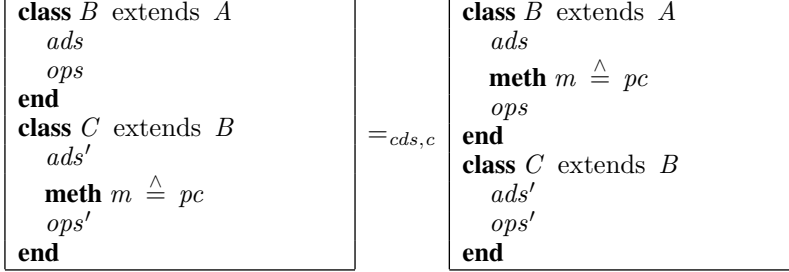 class B extends A
ads
ops
end
class C extends B
ads′
meth m ≙ pc
ops′
end
=cds,c
class B extends A
ads
meth m ≙ pc
ops
end
class C extends B
ads′
ops′
end